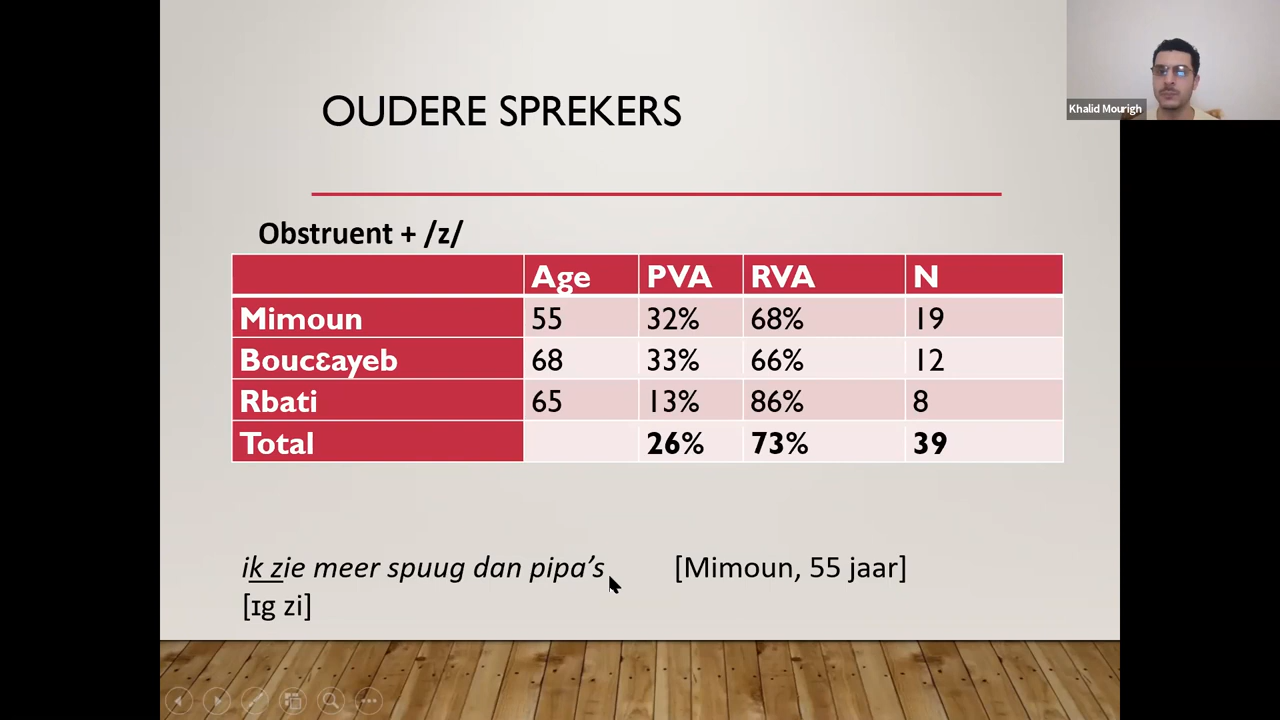 Khalid Mourigh
OUDERE SPREKERS
Obstruent + /z/
Age PVA RVA N
Mimoun 55 32% 68% 19
Boucɛayeb 68 33% 66% 12
Rbati 65 13% 86% 8
Total 26% 73% 39
ik zie meer spuug dan pipa’s [Mimoun, 55 jaar]
[ɪg zi]